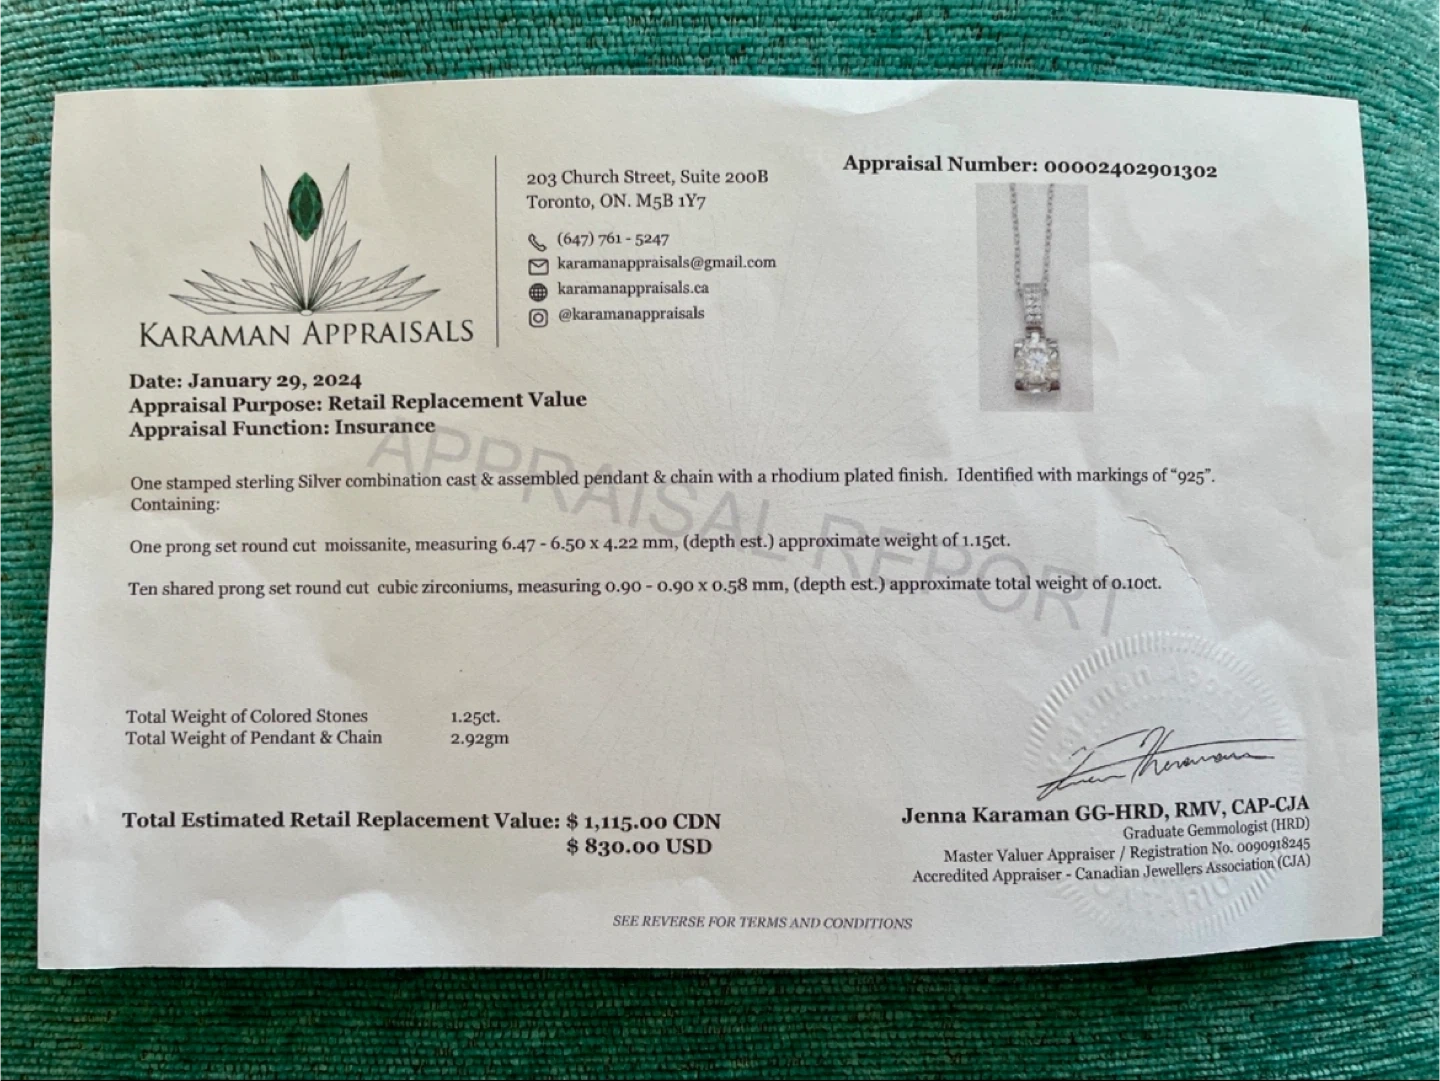 KARAMAN APPRAISALS
203 Church Street, Suite 200B
Toronto, ON. M5B 1Y7
(647) 761 - 5247
karamanappraisals@gmail.com
karamanappraisals.ca
@karamanappraisals
Appraisal Number: 00002402901302
Date: January 29, 2024
Appraisal Purpose: Retail Replacement Value
Appraisal Function: Insurance
APPRAISAL REPORT
One stamped sterling Silver combination cast & assembled pendant & chain with a rhodium plated finish. Identified with markings of “925”.
Containing:
One prong set round cut moissanite, measuring 6.47 - 6.50 x 4.22 mm, (depth est.) approximate weight of 1.15ct.
Ten shared prong set round cut cubic zirconiums, measuring 0.90 - 0.90 x 0.58 mm, (depth est.) approximate total weight of 0.10ct.
Total Weight of Colored Stones 1.25ct.
Total Weight of Pendant & Chain 2.92gm
Total Estimated Retail Replacement Value: $ 1,115.00 CDN
$ 830.00 USD
Jenna Karaman GG-HRD, RMV, CAP-CJA
Graduate Gemmologist (HRD)
Master Valuer Appraiser / Registration No. 0090918245
Accredited Appraiser - Canadian Jewellers Association (CJA)
SEE REVERSE FOR TERMS AND CONDITIONS